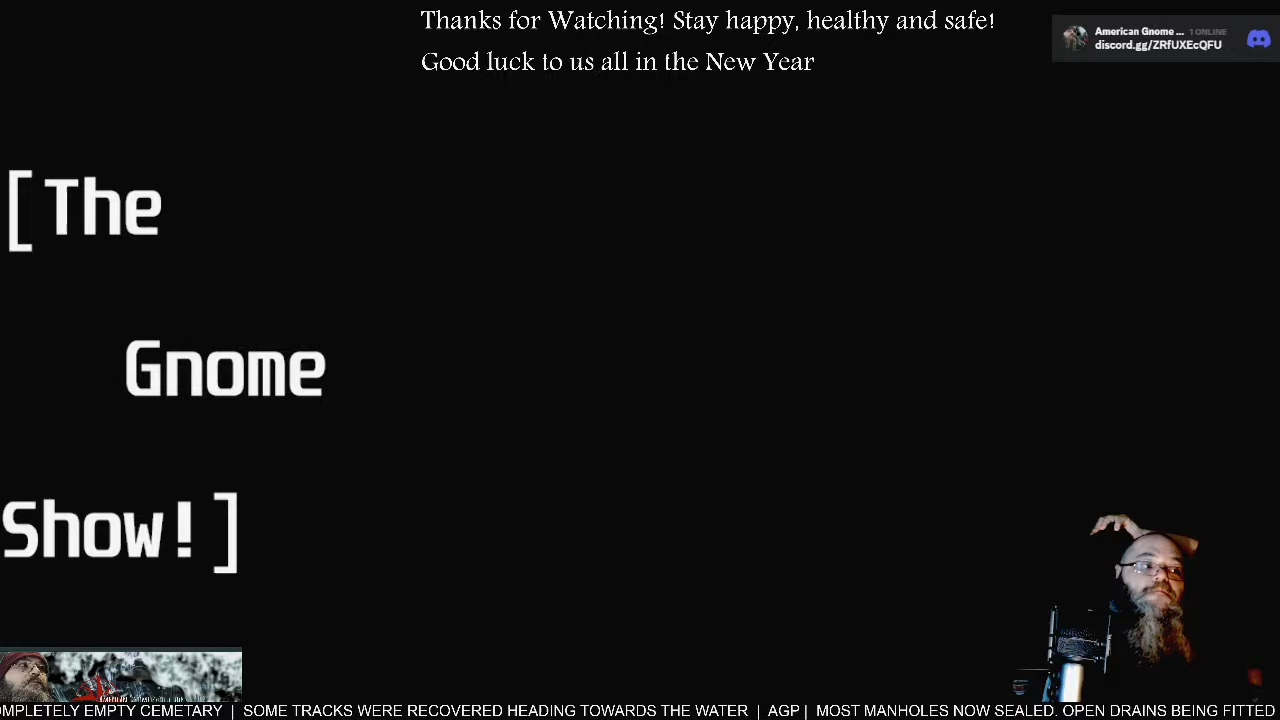 Thanks for Watching! Stay happy, healthy and safe!
Good luck to us all in the New Year
American Gnome ... 1 ONLINE
discord.gg/ZRfUXEcQFU
[The
Gnome
Show!]
OMPLETELY EMPTY CEMETARY | SOME TRACKS WERE RECOVERED HEADING TOWARDS THE WATER | AGP | MOST MANHOLES NOW SEALED. OPEN DRAINS BEING FITTED